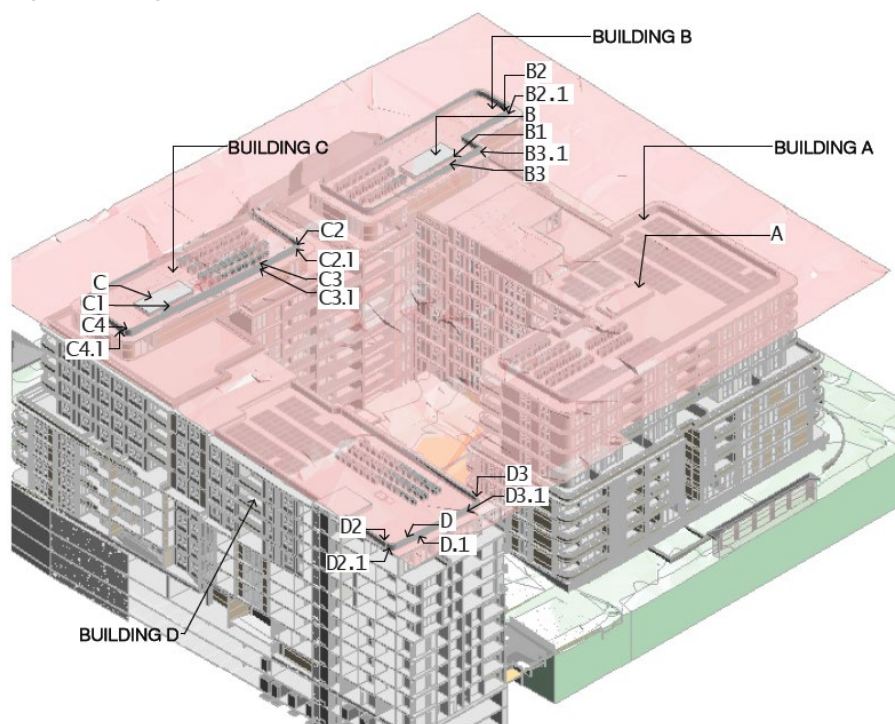 BUILDING B
B2
B2.1
B
B1
B3.1
B3
BUILDING C
BUILDING A
A
C2
C2.1
C3
C3.1
C
C1
C4
C4.1
D3
D3.1
D2
D
D.1
D2.1
BUILDING D